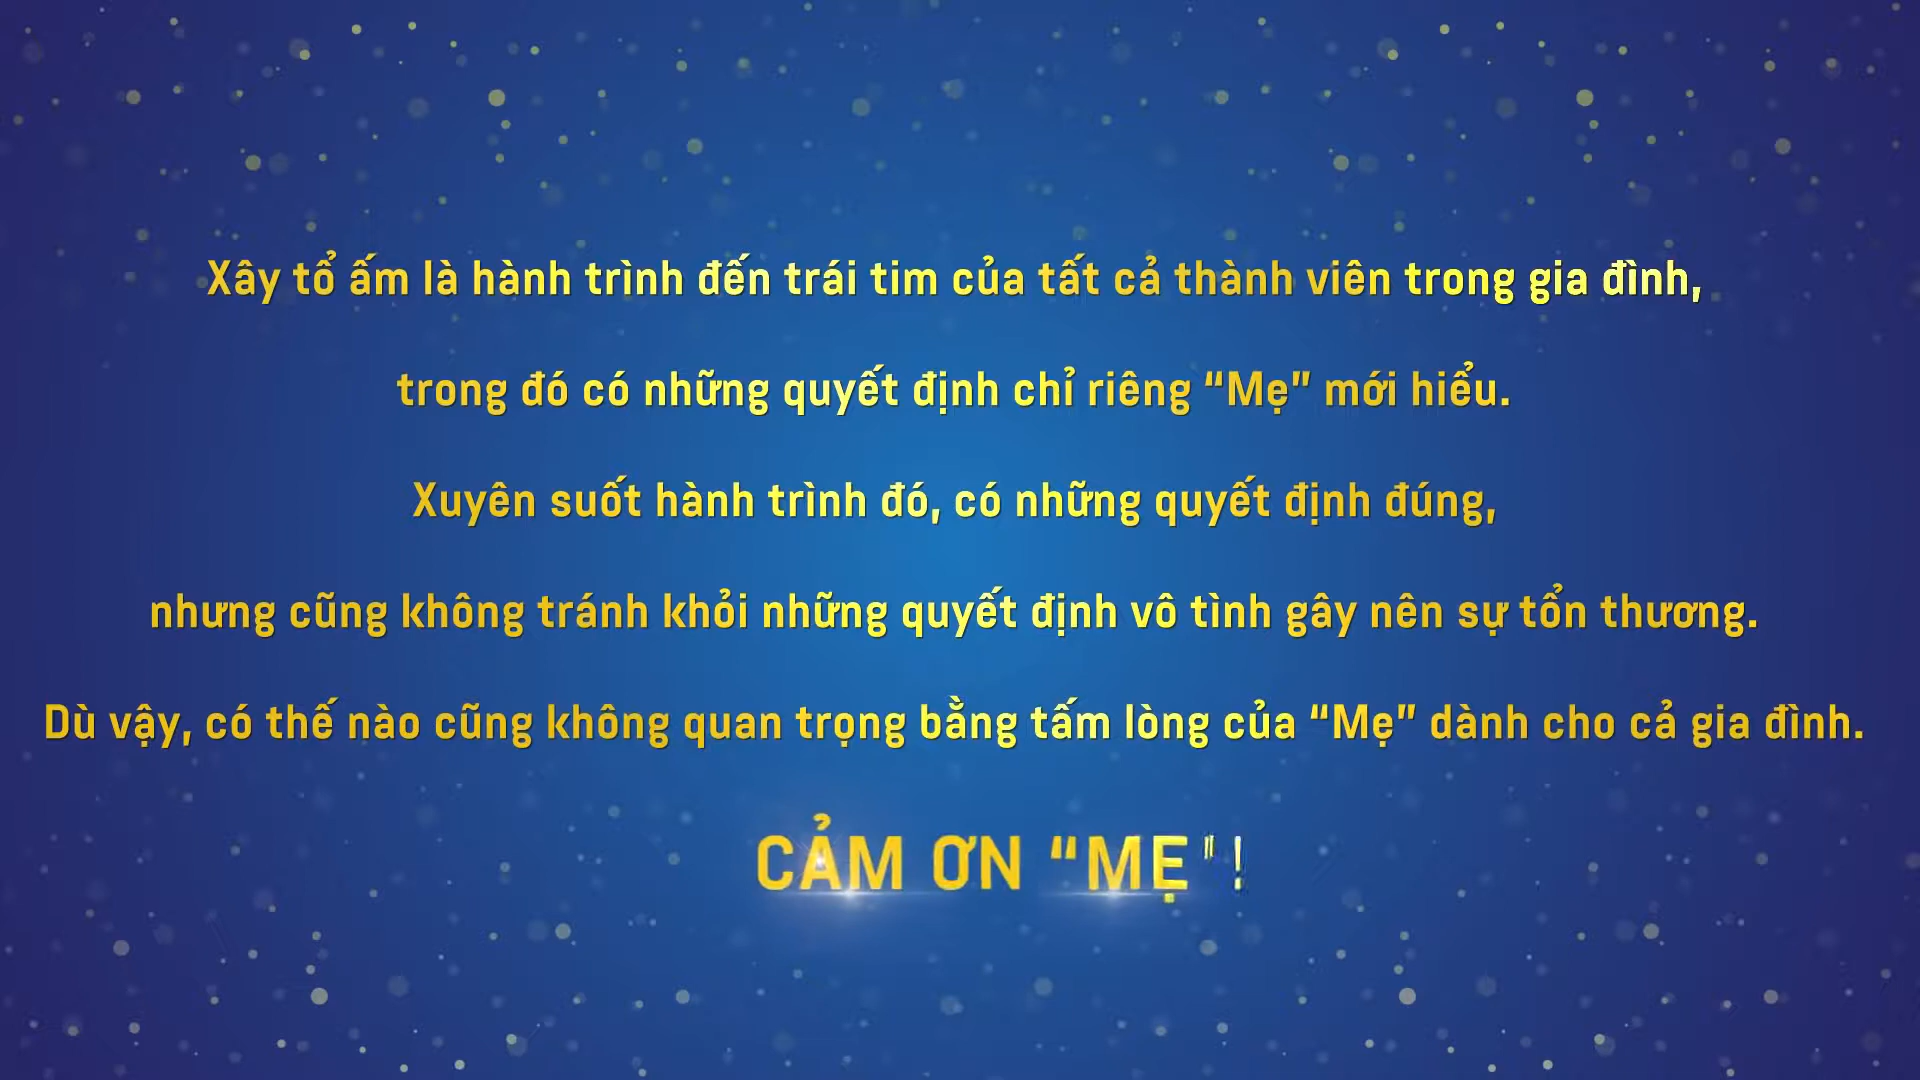 Xây tổ ấm là hành trình đến trái tim của tất cả thành viên trong gia đình,
trong đó có những quyết định chỉ riêng “Mẹ” mới hiểu.
Xuyên suốt hành trình đó, có những quyết định đúng,
nhưng cũng không tránh khỏi những quyết định vô tình gây nên sự tổn thương.
Dù vậy, có thế nào cũng không quan trọng bằng tấm lòng của “Mẹ” dành cho cả gia đình.
CẢM ƠN “MẸ"!